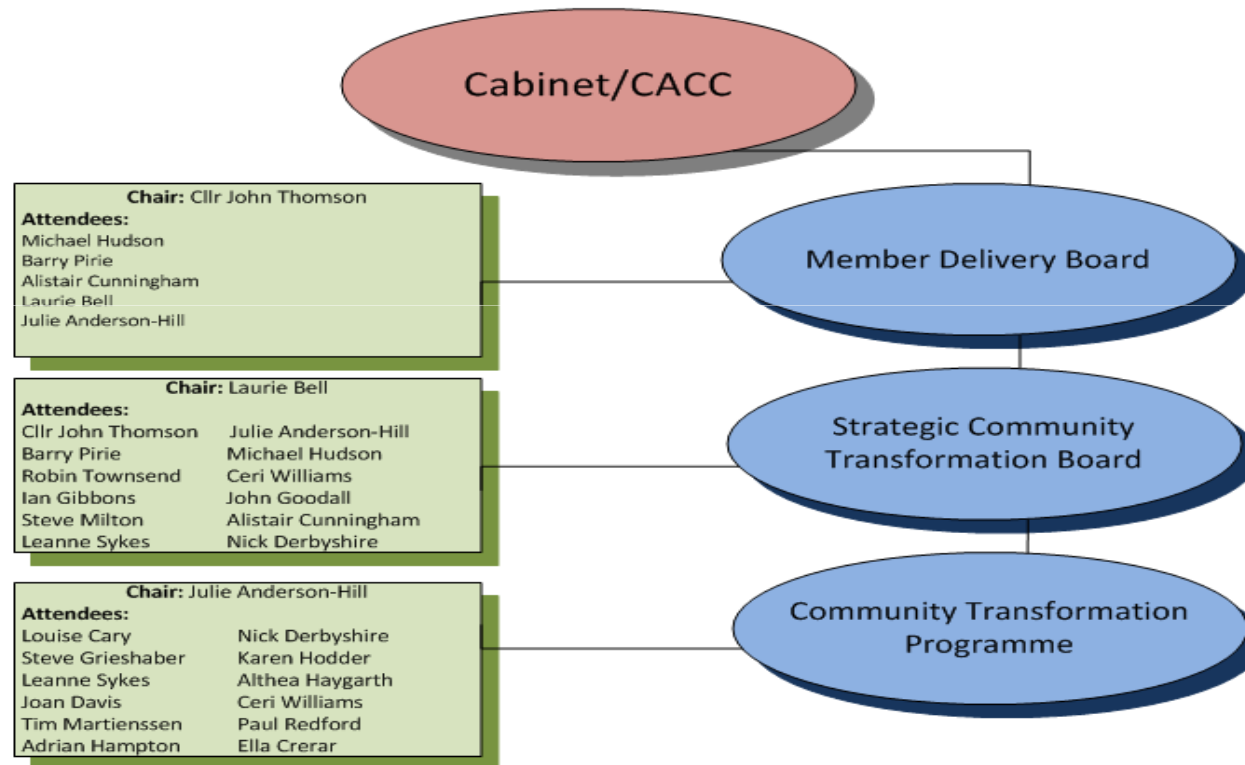 Cabinet/CACC
Chair: Cllr John Thomson
Attendees:
Michael Hudson
Barry Pirie
Alistair Cunningham
Laurie Bell
Julie Anderson-Hill
Member Delivery Board
Chair: Laurie Bell
Attendees:
Cllr John Thomson Julie Anderson-Hill
Barry Pirie Michael Hudson
Robin Townsend Ceri Williams
Ian Gibbons John Goodall
Steve Milton Alistair Cunningham
Leanne Sykes Nick Derbyshire
Strategic Community
Transformation Board
Chair: Julie Anderson-Hill
Attendees:
Louise Cary Nick Derbyshire
Steve Grieshaber Karen Hodder
Leanne Sykes Althea Haygarth
Joan Davis Ceri Williams
Tim Martienssen Paul Redford
Adrian Hampton Ella Crerar
Community Transformation
Programme